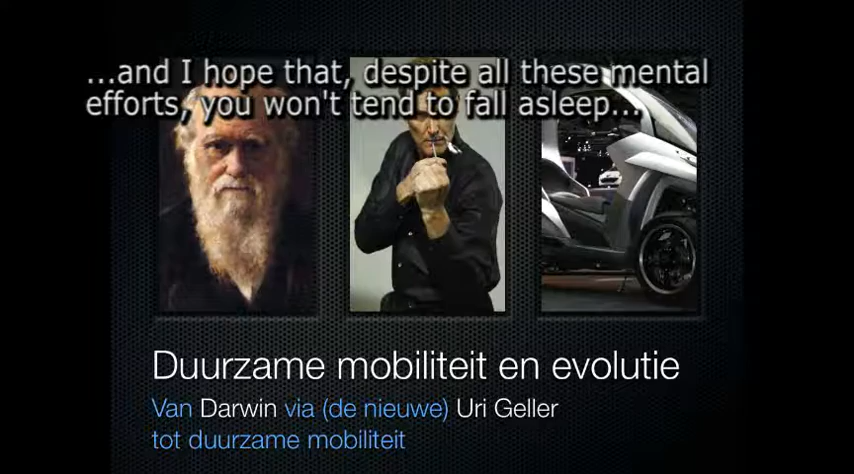 ...and I hope that, despite all these mental
efforts, you won't tend to fall asleep...
Duurzame mobiliteit en evolutie
Van Darwin via (de nieuwe) Uri Geller
tot duurzame mobiliteit